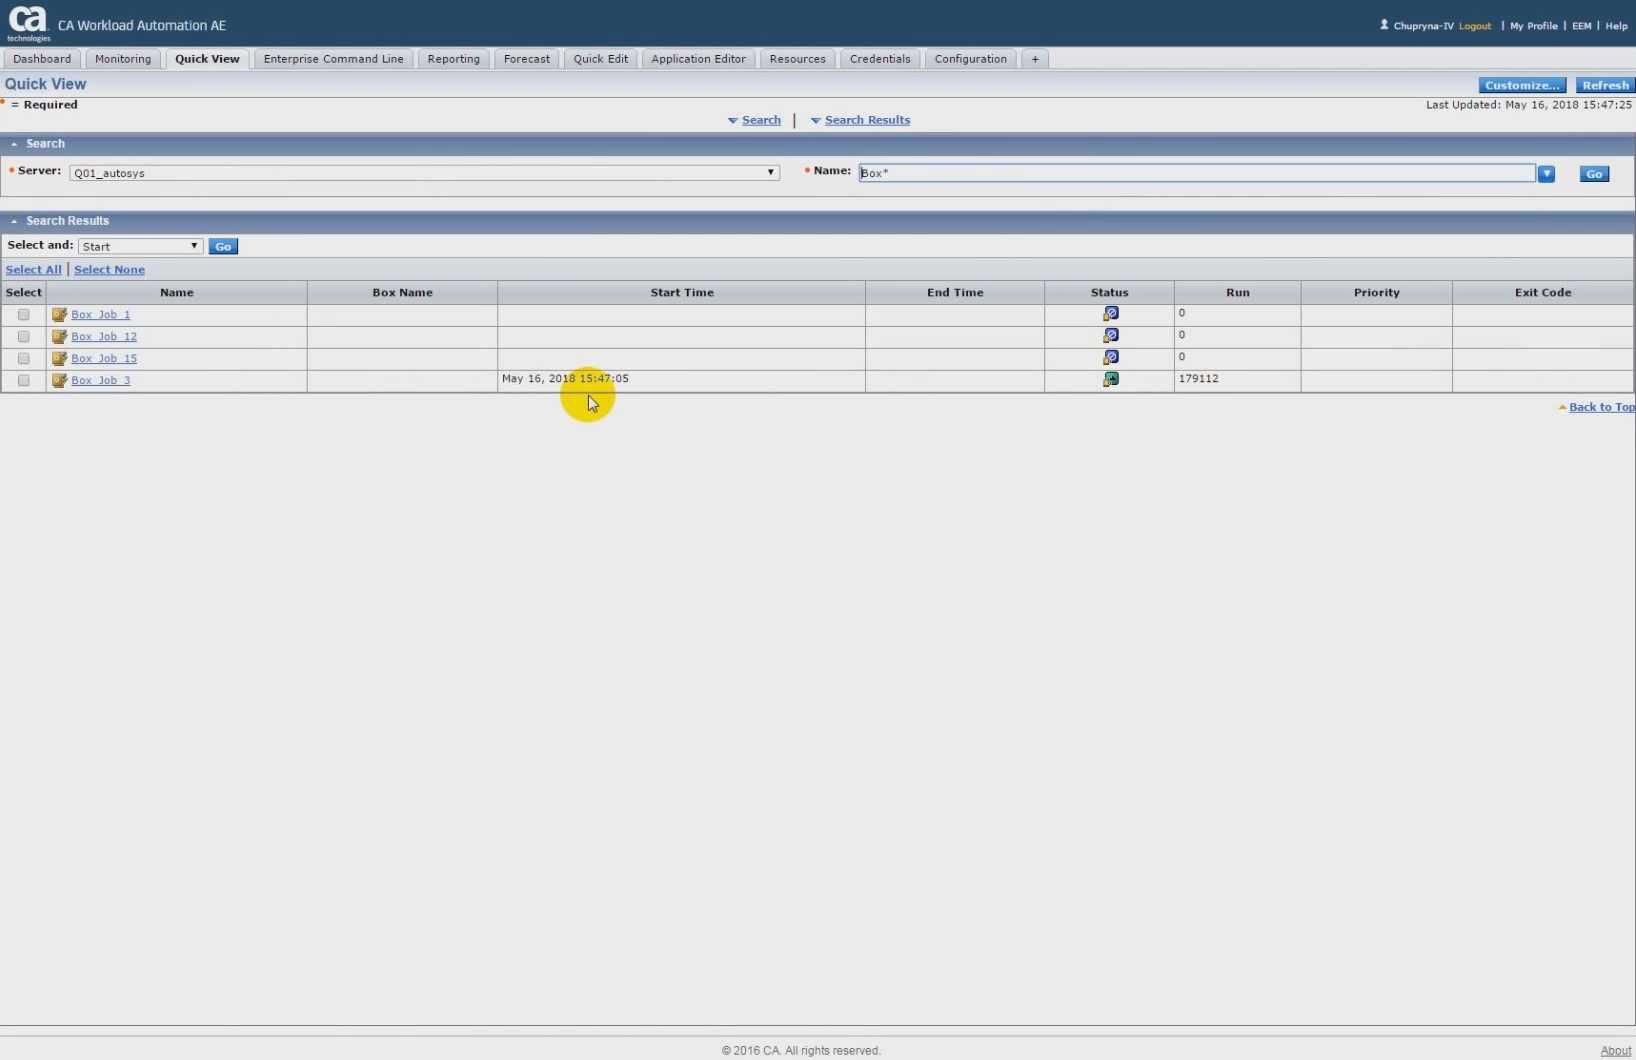 ca
technologies
CA Workload Automation AE
Chupryna-IV Logout | My Profile | EEM | Help
Dashboard Monitoring Quick View Enterprise Command Line Reporting Forecast Quick Edit Application Editor Resources Credentials Configuration +
Quick View
Customize... Refresh
= Required
Last Updated: May 16, 2018 15:47:25
Search | Search Results
Search
Server: Q01_autosys Name: Box* Go
Search Results
Select and: Start Go
Select All | Select None
Select Name Box Name Start Time End Time Status Run Priority Exit Code
Box_Job_1 0
Box_Job_12 0
Box_Job_15 0
Box_Job_3 May 16, 2018 15:47:05 179112
Back to Top
© 2016 CA. All rights reserved.
About